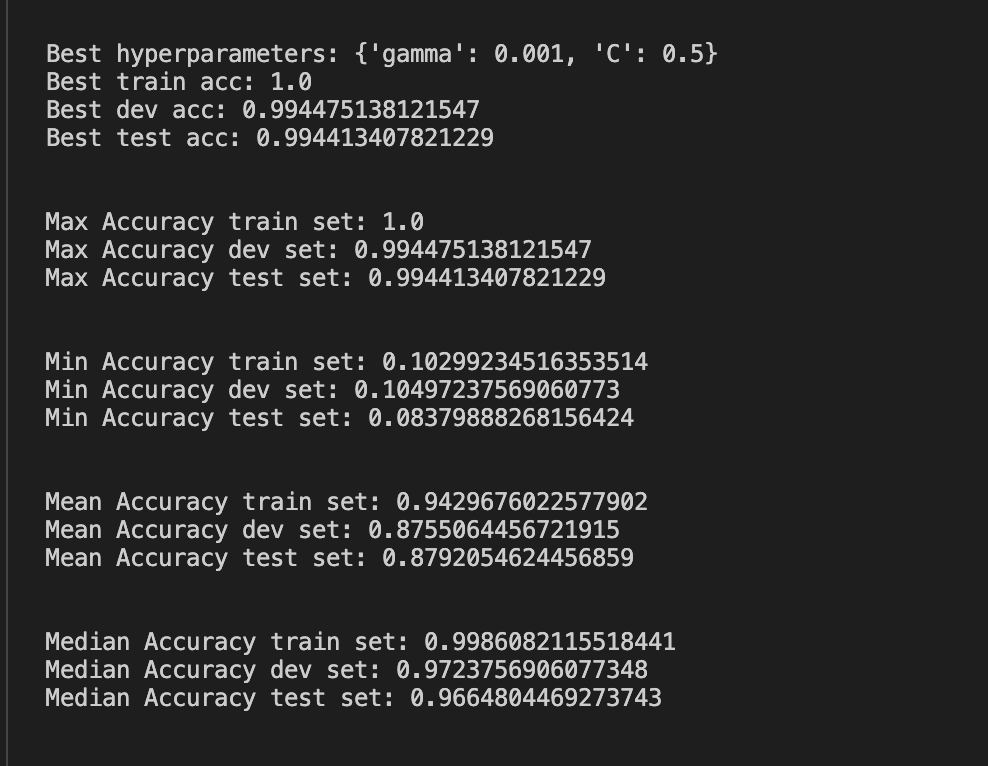 Best hyperparameters: {'gamma': 0.001, 'C': 0.5}
Best train acc: 1.0
Best dev acc: 0.994475138121547
Best test acc: 0.994413407821229
Max Accuracy train set: 1.0
Max Accuracy dev set: 0.994475138121547
Max Accuracy test set: 0.994413407821229
Min Accuracy train set: 0.10299234516353514
Min Accuracy dev set: 0.10497237569060773
Min Accuracy test set: 0.08379888268156424
Mean Accuracy train set: 0.9429676022577902
Mean Accuracy dev set: 0.8755064456721915
Mean Accuracy test set: 0.8792054624456859
Median Accuracy train set: 0.9986082115518441
Median Accuracy dev set: 0.9723756906077348
Median Accuracy test set: 0.9664804469273743